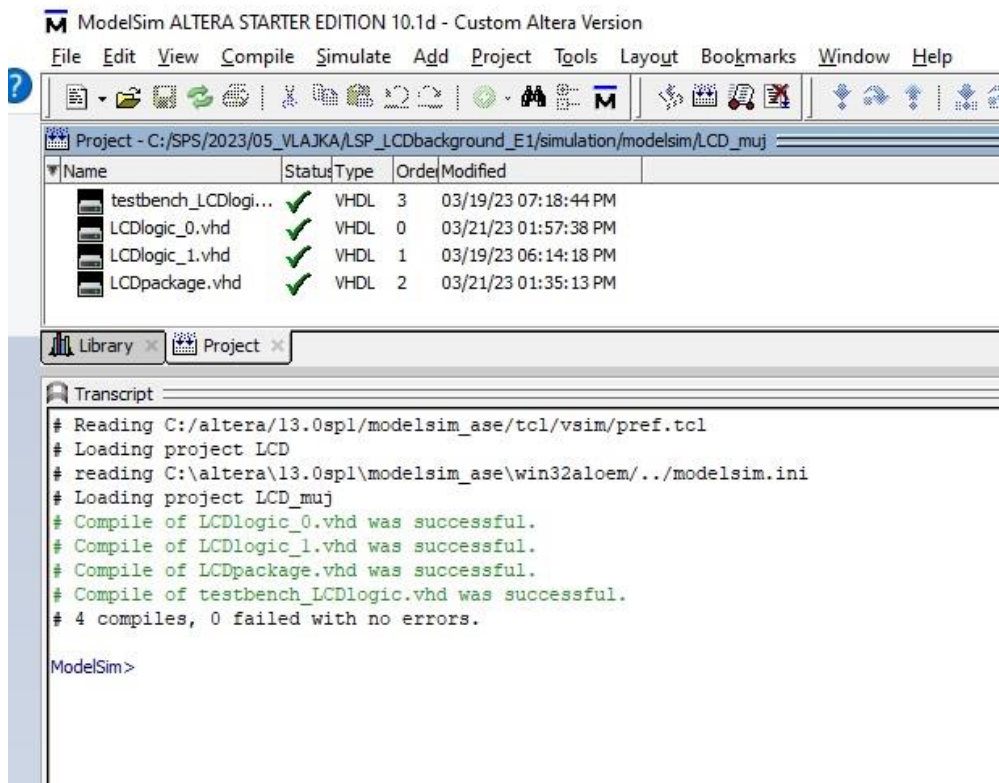 ModelSim ALTERA STARTER EDITION 10.1d - Custom Altera Version
File Edit View Compile Simulate Add Project Tools Layout Bookmarks Window Help
?
Project - C:/SPS/2023/05_VLAJKA/LSP_LCDbackground_E1/simulation/modelsim/LCD_muj
Name Status Type Order Modified
testbench_LCDlogi... VHDL 3 03/19/23 07:18:44 PM
LCDlogic_0.vhd VHDL 0 03/21/23 01:57:38 PM
LCDlogic_1.vhd VHDL 1 03/19/23 06:14:18 PM
LCDpackage.vhd VHDL 2 03/21/23 01:35:13 PM
Library Project
Transcript
# Reading C:/altera/13.0sp1/modelsim_ase/tcl/vsim/pref.tcl
# Loading project LCD
# reading C:\altera\13.0sp1\modelsim_ase\win32aloem/../modelsim.ini
# Loading project LCD_muj
# Compile of LCDlogic_0.vhd was successful.
# Compile of LCDlogic_1.vhd was successful.
# Compile of LCDpackage.vhd was successful.
# Compile of testbench_LCDlogic.vhd was successful.
# 4 compiles, 0 failed with no errors.
ModelSim>